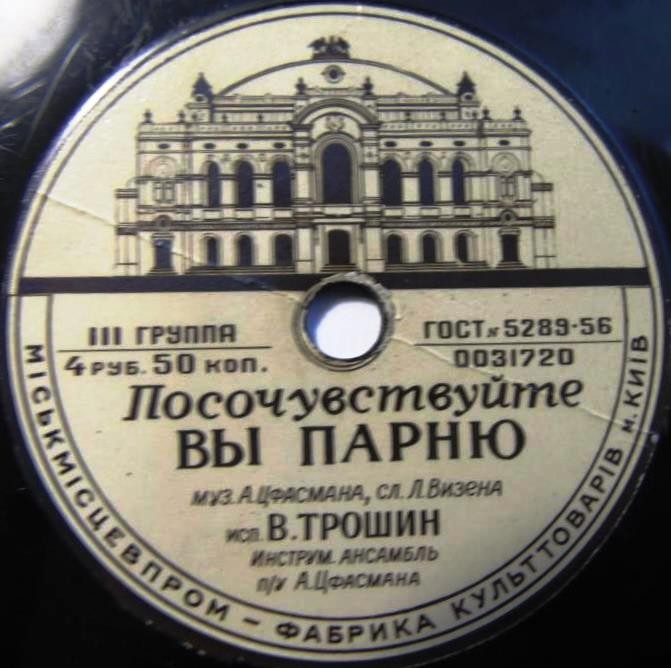 III ГРУППА
4 РУБ. 50 КОП.
ГОСТ № 5289-56
0031720
Посочувствуйте
ВЫ ПАРНЮ
муз. А.ЦФАСМАНА, сл. Л.ВИЗЕНА
исп. В.ТРОШИН
ИНСТРУМ. АНСАМБЛЬ
п/у А.ЦФАСМАНА
МІСЬКМІСЦЕВПРОМ – ФАБРИКА КУЛЬТТОВАРІВ м. КИЇВ